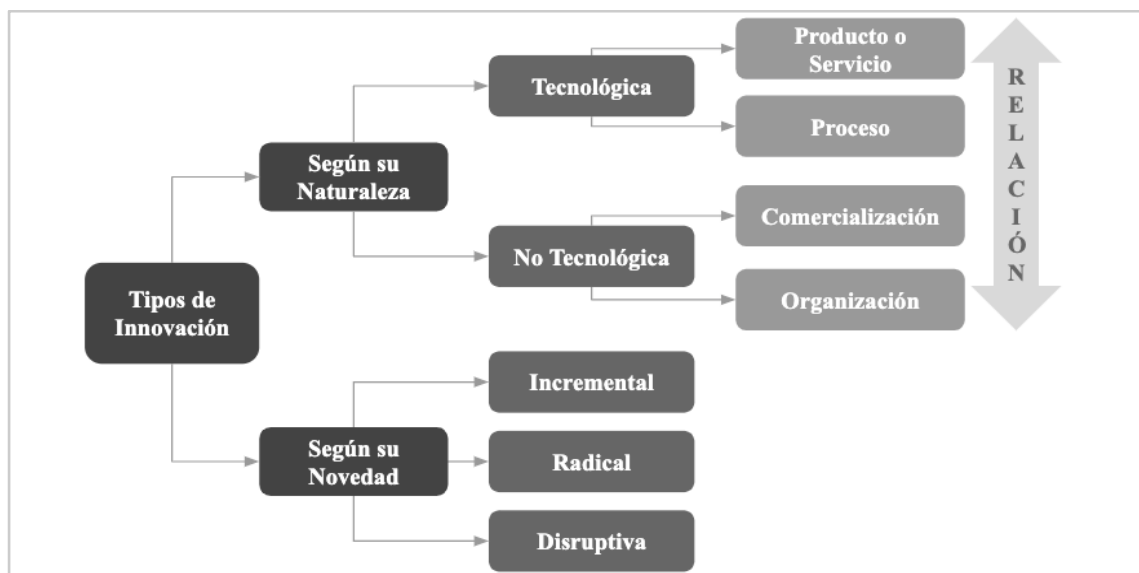 Tipos de
Innovación
Según su
Naturaleza
Tecnológica
Producto o
Servicio
Proceso
No Tecnológica
Comercialización
Organización
RELACIÓN
Según su
Novedad
Incremental
Radical
Disruptiva